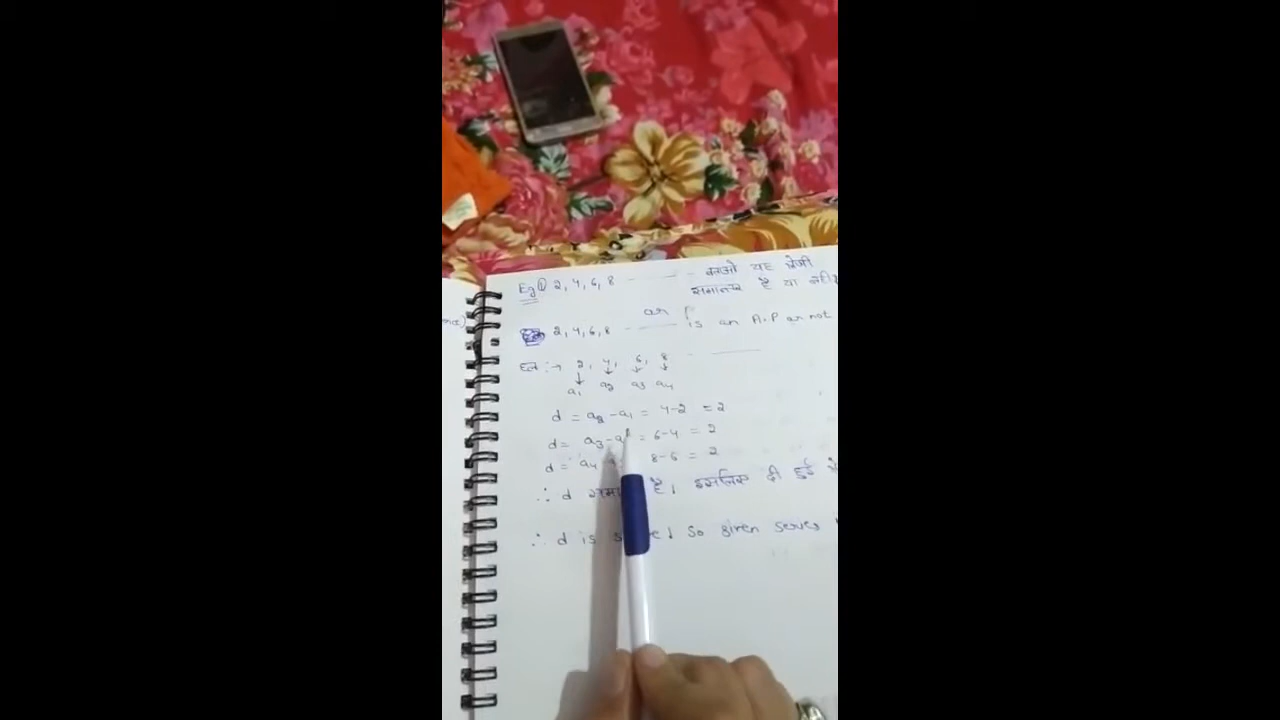 Eg① 2, 4, 6, 8 ---- बताओ यह श्रेणी
समान्तर है या नहीं
or
2, 4, 6, 8 ---- is an A.P or not
हल :→ 2, 4, 6, 8 ----
↓ ↓ ↓ ↓
a1 a2 a3 a4
d = a2 - a1 = 4-2 = 2
d = a3 - a = 6-4 = 2
d = a4 8-6 = 2
∴ d है। इसलिए दी हुई
∴ d is so given